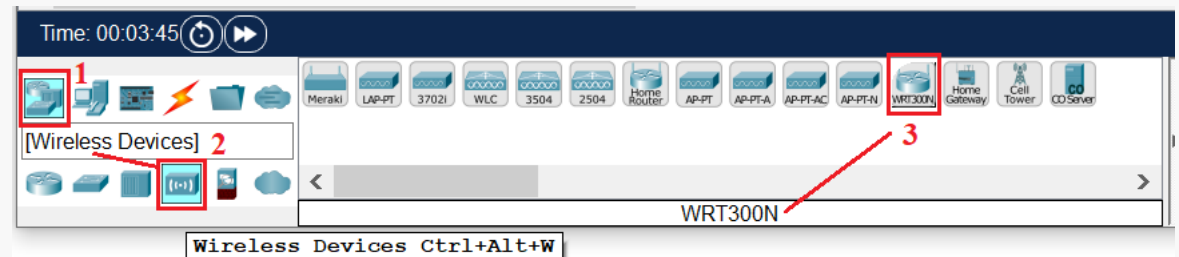 Time: 00:03:45
1
Meraki LAP-PT 3702i WLC 3504 2504 Home Router AP-PT AP-PT-A AP-PT-AC AP-PT-N WRT300N Home Gateway Cell Tower CO CO Server
[Wireless Devices] 2
3
WRT300N
Wireless Devices Ctrl+Alt+W